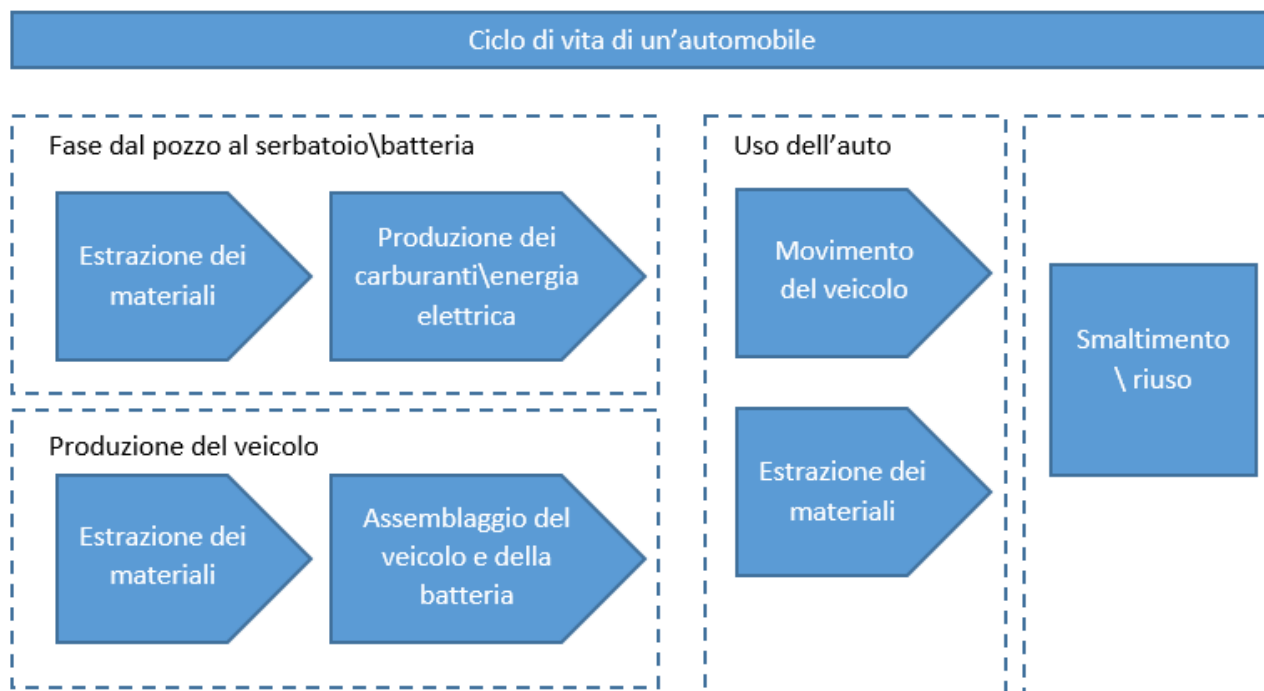 Ciclo di vita di un'automobile
Fase dal pozzo al serbatoio\batteria
Estrazione dei
materiali
Produzione dei
carburanti\energia
elettrica
Produzione del veicolo
Estrazione dei
materiali
Assemblaggio del
veicolo e della
batteria
Uso dell'auto
Movimento
del veicolo
Estrazione dei
materiali
Smaltimento
\ riuso